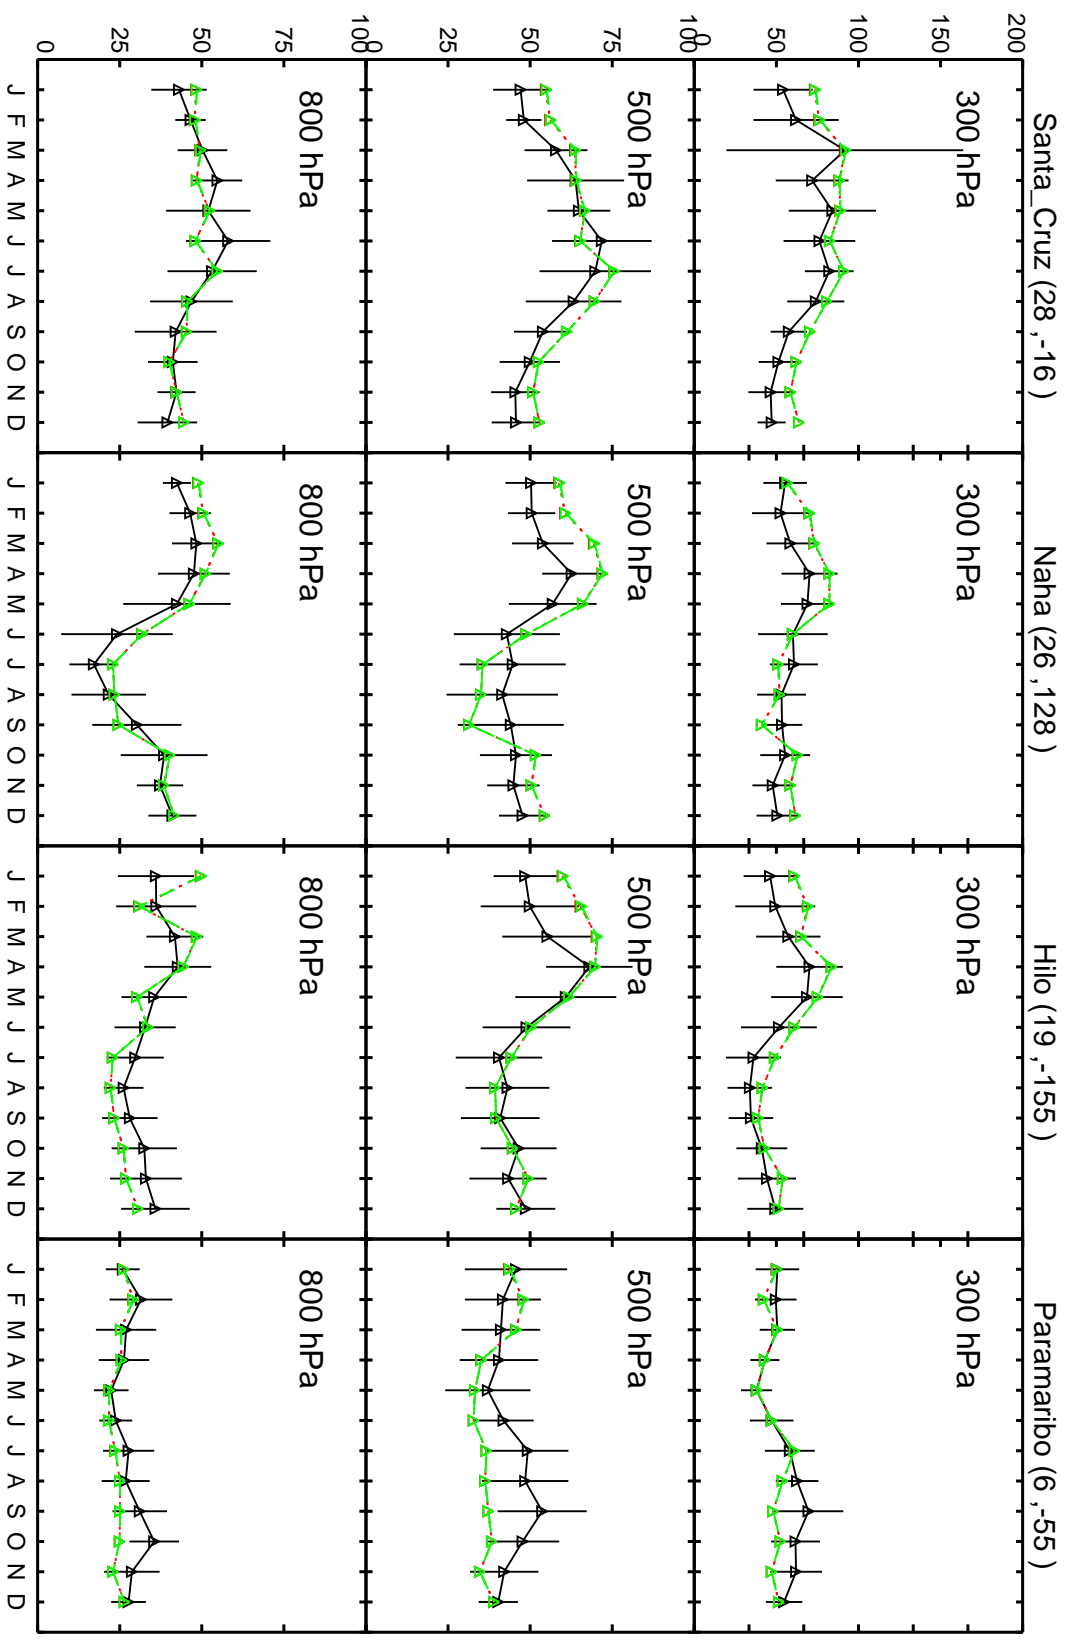 Santa_Cruz (28 ,-16 )
Naha (26 ,128 )
Hilo (19 ,-155 )
Paramaribo (6 ,-55 )
200
150
100
50
0
300 hPa
300 hPa
300 hPa
300 hPa
100
75
50
25
0
500 hPa
500 hPa
500 hPa
500 hPa
100
75
50
25
0
800 hPa
800 hPa
800 hPa
800 hPa
J F M A M J J A S O N D
J F M A M J J A S O N D
J F M A M J J A S O N D
J F M A M J J A S O N D